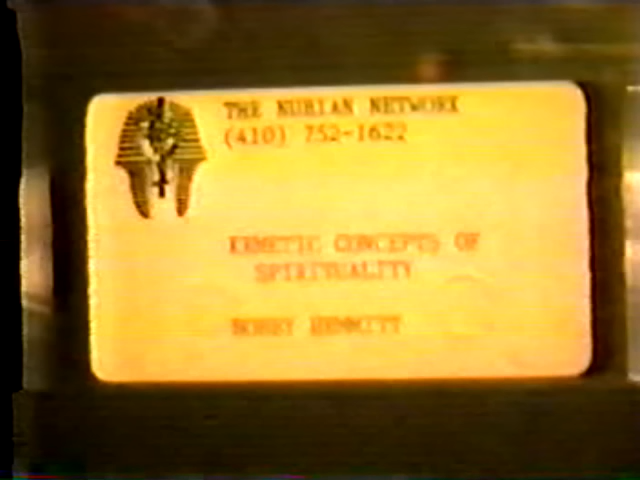 THE NUBIAN NETWORK
(410) 752-1622
KEMETIC CONCEPTS OF
SPIRITUALITY
BOBBY HEMMITT